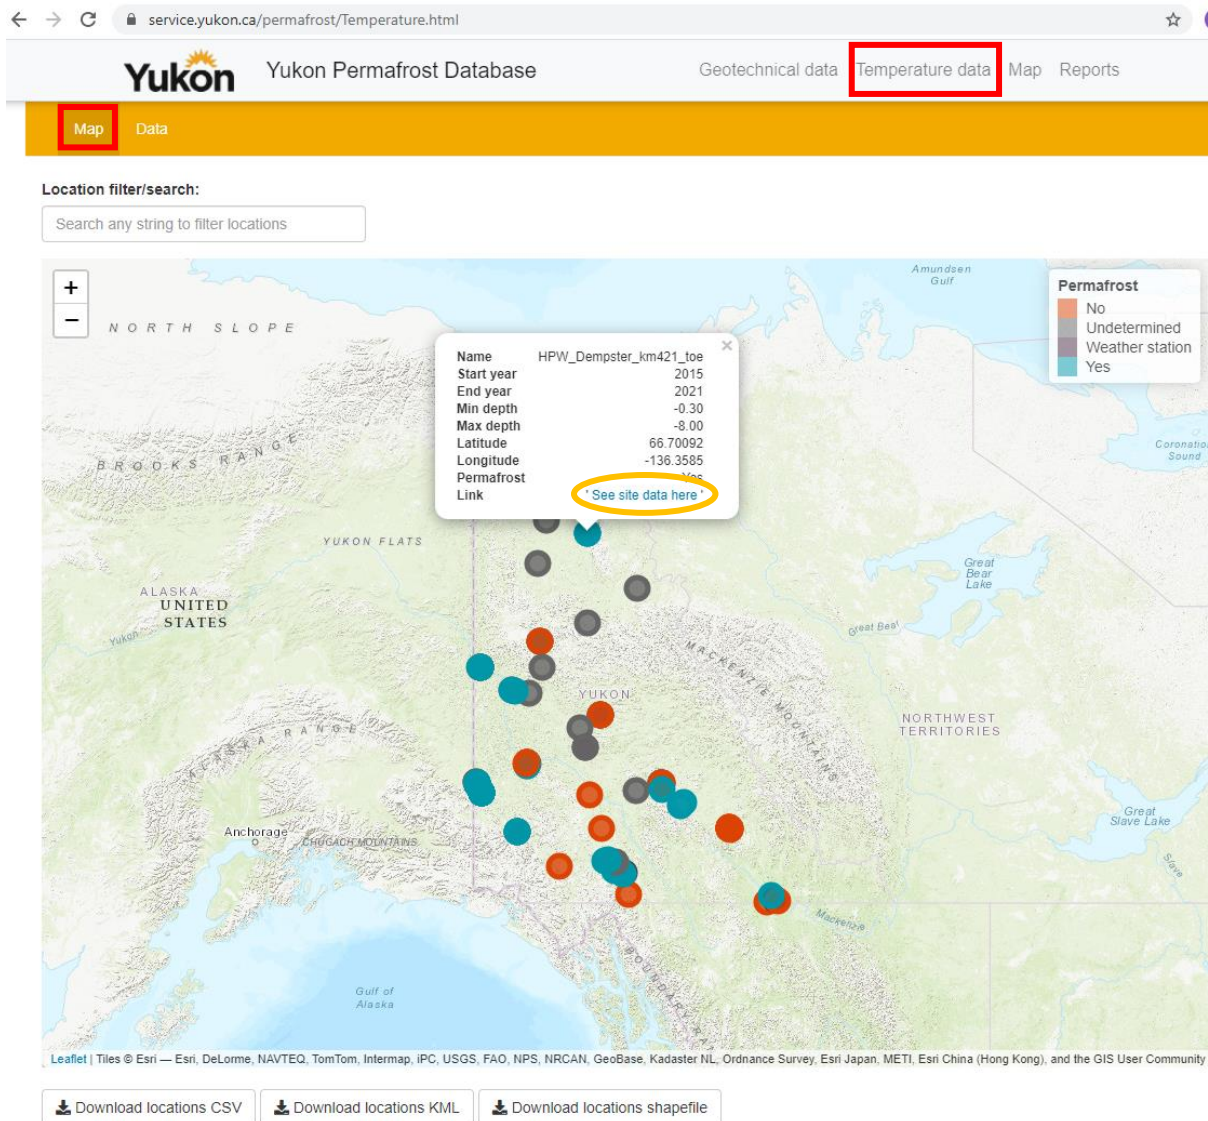 service.yukon.ca/permafrost/Temperature.html
Yukon
Yukon Permafrost Database
Geotechnical data Temperature data Map Reports
Map Data
Location filter/search:
Search any string to filter locations
+
−
Permafrost
No
Undetermined
Weather station
Yes
Name HPW_Dempster_km421_toe
Start year 2015
End year 2021
Min depth -0.30
Max depth -8.00
Latitude 66.70092
Longitude -136.3585
Permafrost Yes
Link ' See site data here '
×
Amundsen
Gulf
NORTH SLOPE
BROOKS RANGE
Coronatio
Sound
YUKON FLATS
Great
Bear
Lake
ALASKA
UNITED
STATES
Yukon
Great Bear
MACKENZIE MOUNTAINS
YUKON
NORTHWEST
TERRITORIES
ALASKA RANGE
Anchorage
CHUGACH MOUNTAINS
Great
Slave Lake
Slave
Mackenzie
BOUNDARY RA
Gulf of
Alaska
Leaflet | Tiles © Esri — Esri, DeLorme, NAVTEQ, TomTom, Intermap, iPC, USGS, FAO, NPS, NRCAN, GeoBase, Kadaster NL, Ordnance Survey, Esri Japan, METI, Esri China (Hong Kong), and the GIS User Community
Download locations CSV Download locations KML Download locations shapefile